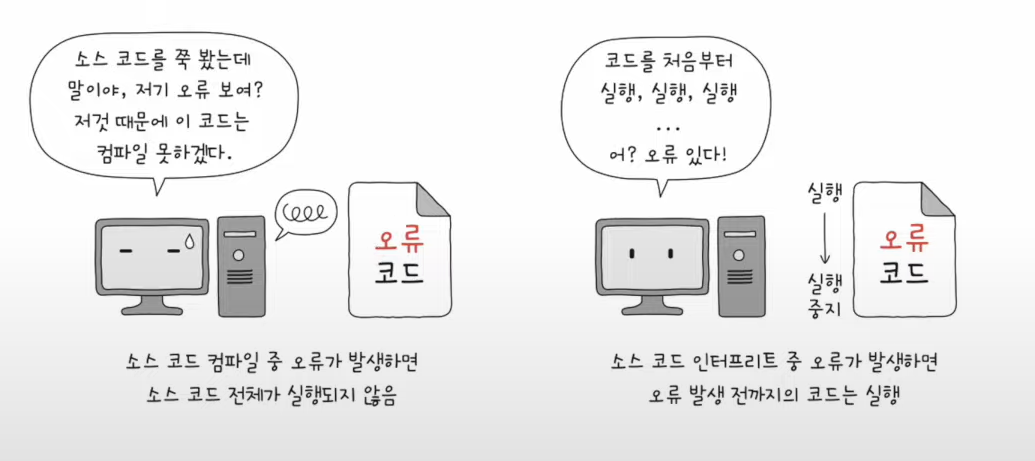 소스 코드를 쭉 봤는데
말이야, 저기 오류 보여?
저것 때문에 이 코드는
컴파일 못하겠다.
오류
코드
소스 코드 컴파일 중 오류가 발생하면
소스 코드 전체가 실행되지 않음
코드를 처음부터
실행, 실행, 실행
...
어? 오류 있다!
실행
실행
중지
오류
코드
소스 코드 인터프리트 중 오류가 발생하면
오류 발생 전까지의 코드는 실행